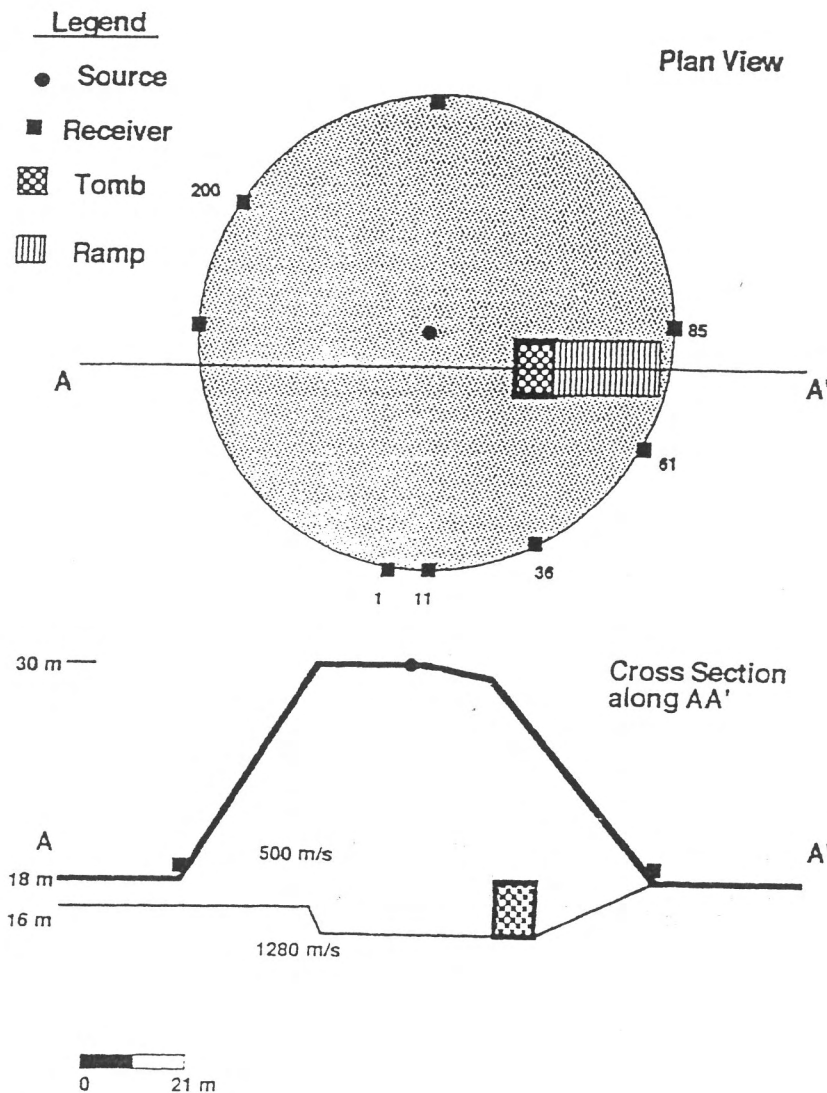 Legend
Source
Receiver
Tomb
Ramp
Plan View
200
85
A
A'
61
36
1
11
30 m
Cross Section
along AA'
A
A'
500 m/s
18 m
16 m
1280 m/s
0
21 m